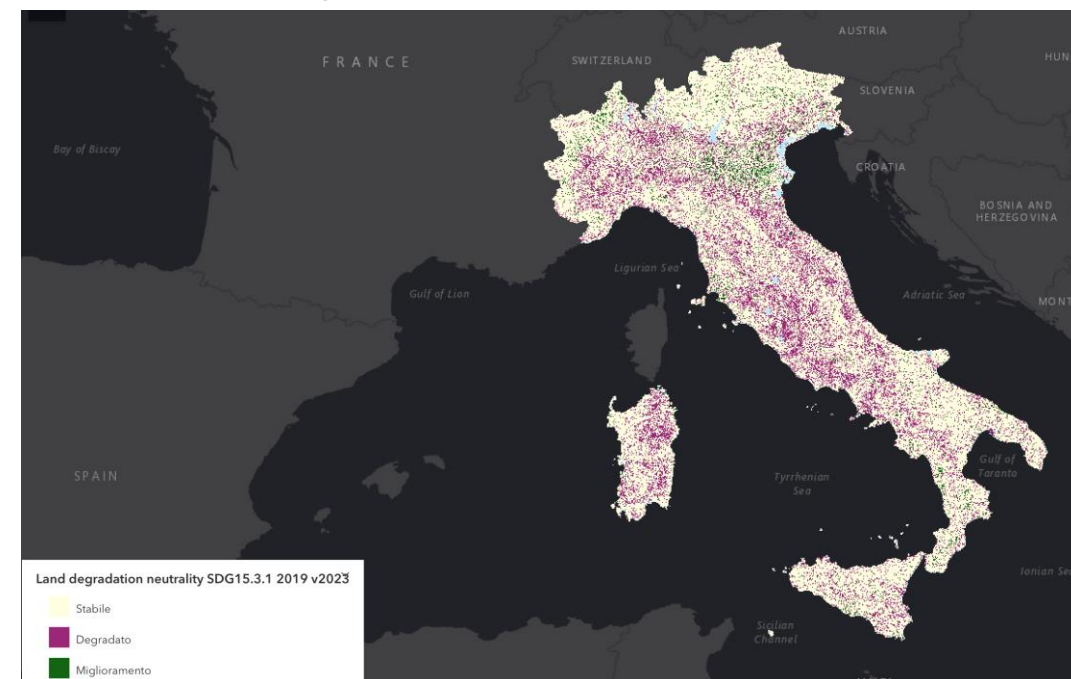 AUSTRIA
FRANCE
SWITZERLAND
HUN
SLOVENIA
Bay of Biscay
CROATIA
BOSNIA AND
HERZEGOVINA
Ligurian Sea
Gulf of Lion
Adriatic Sea
MONT
SPAIN
Gulf of
Taranto
Tyrrhenian
Sea
Ionian Se
Sicilian
Channel
Land degradation neutrality SDG15.3.1 2019 v2023
Stabile
Degradato
Miglioramento